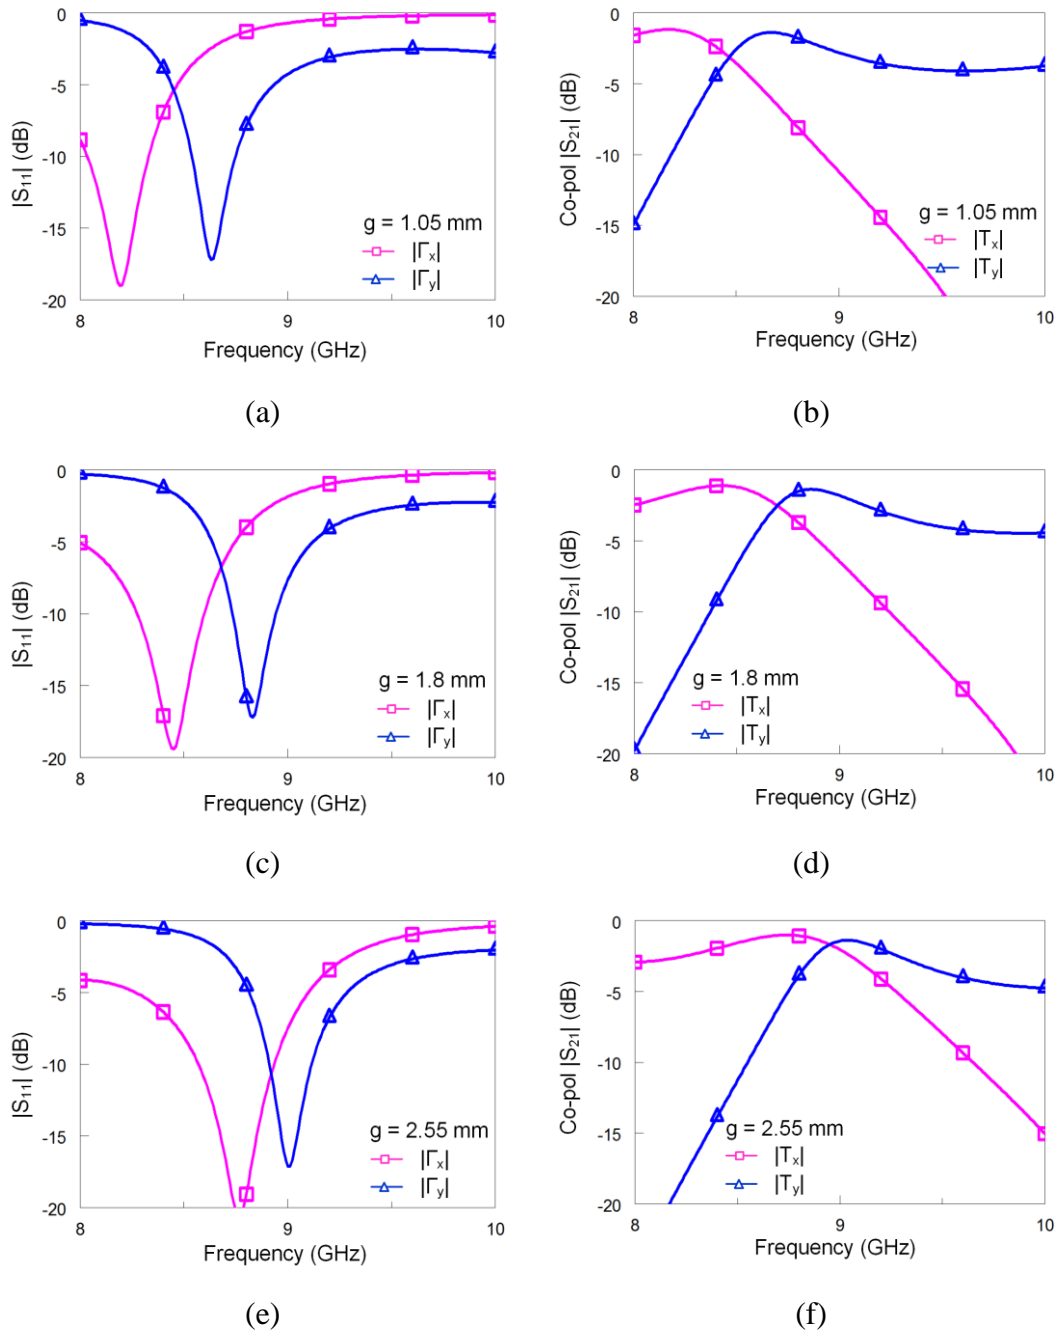 0
-5
-10
-15
-20
|S11| (dB)
g = 1.05 mm
|Γx|
|Γy|
8
9
10
Frequency (GHz)
(a)
0
-5
-10
-15
-20
Co-pol |S21| (dB)
g = 1.05 mm
|Tx|
|Ty|
8
9
10
Frequency (GHz)
(b)
0
-5
-10
-15
-20
|S11| (dB)
g = 1.8 mm
|Γx|
|Γy|
8
9
10
Frequency (GHz)
(c)
0
-5
-10
-15
-20
Co-pol |S21| (dB)
g = 1.8 mm
|Tx|
|Ty|
8
9
10
Frequency (GHz)
(d)
0
-5
-10
-15
-20
|S11| (dB)
g = 2.55 mm
|Γx|
|Γy|
8
9
10
Frequency (GHz)
(e)
0
-5
-10
-15
-20
Co-pol |S21| (dB)
g = 2.55 mm
|Tx|
|Ty|
8
9
10
Frequency (GHz)
(f)